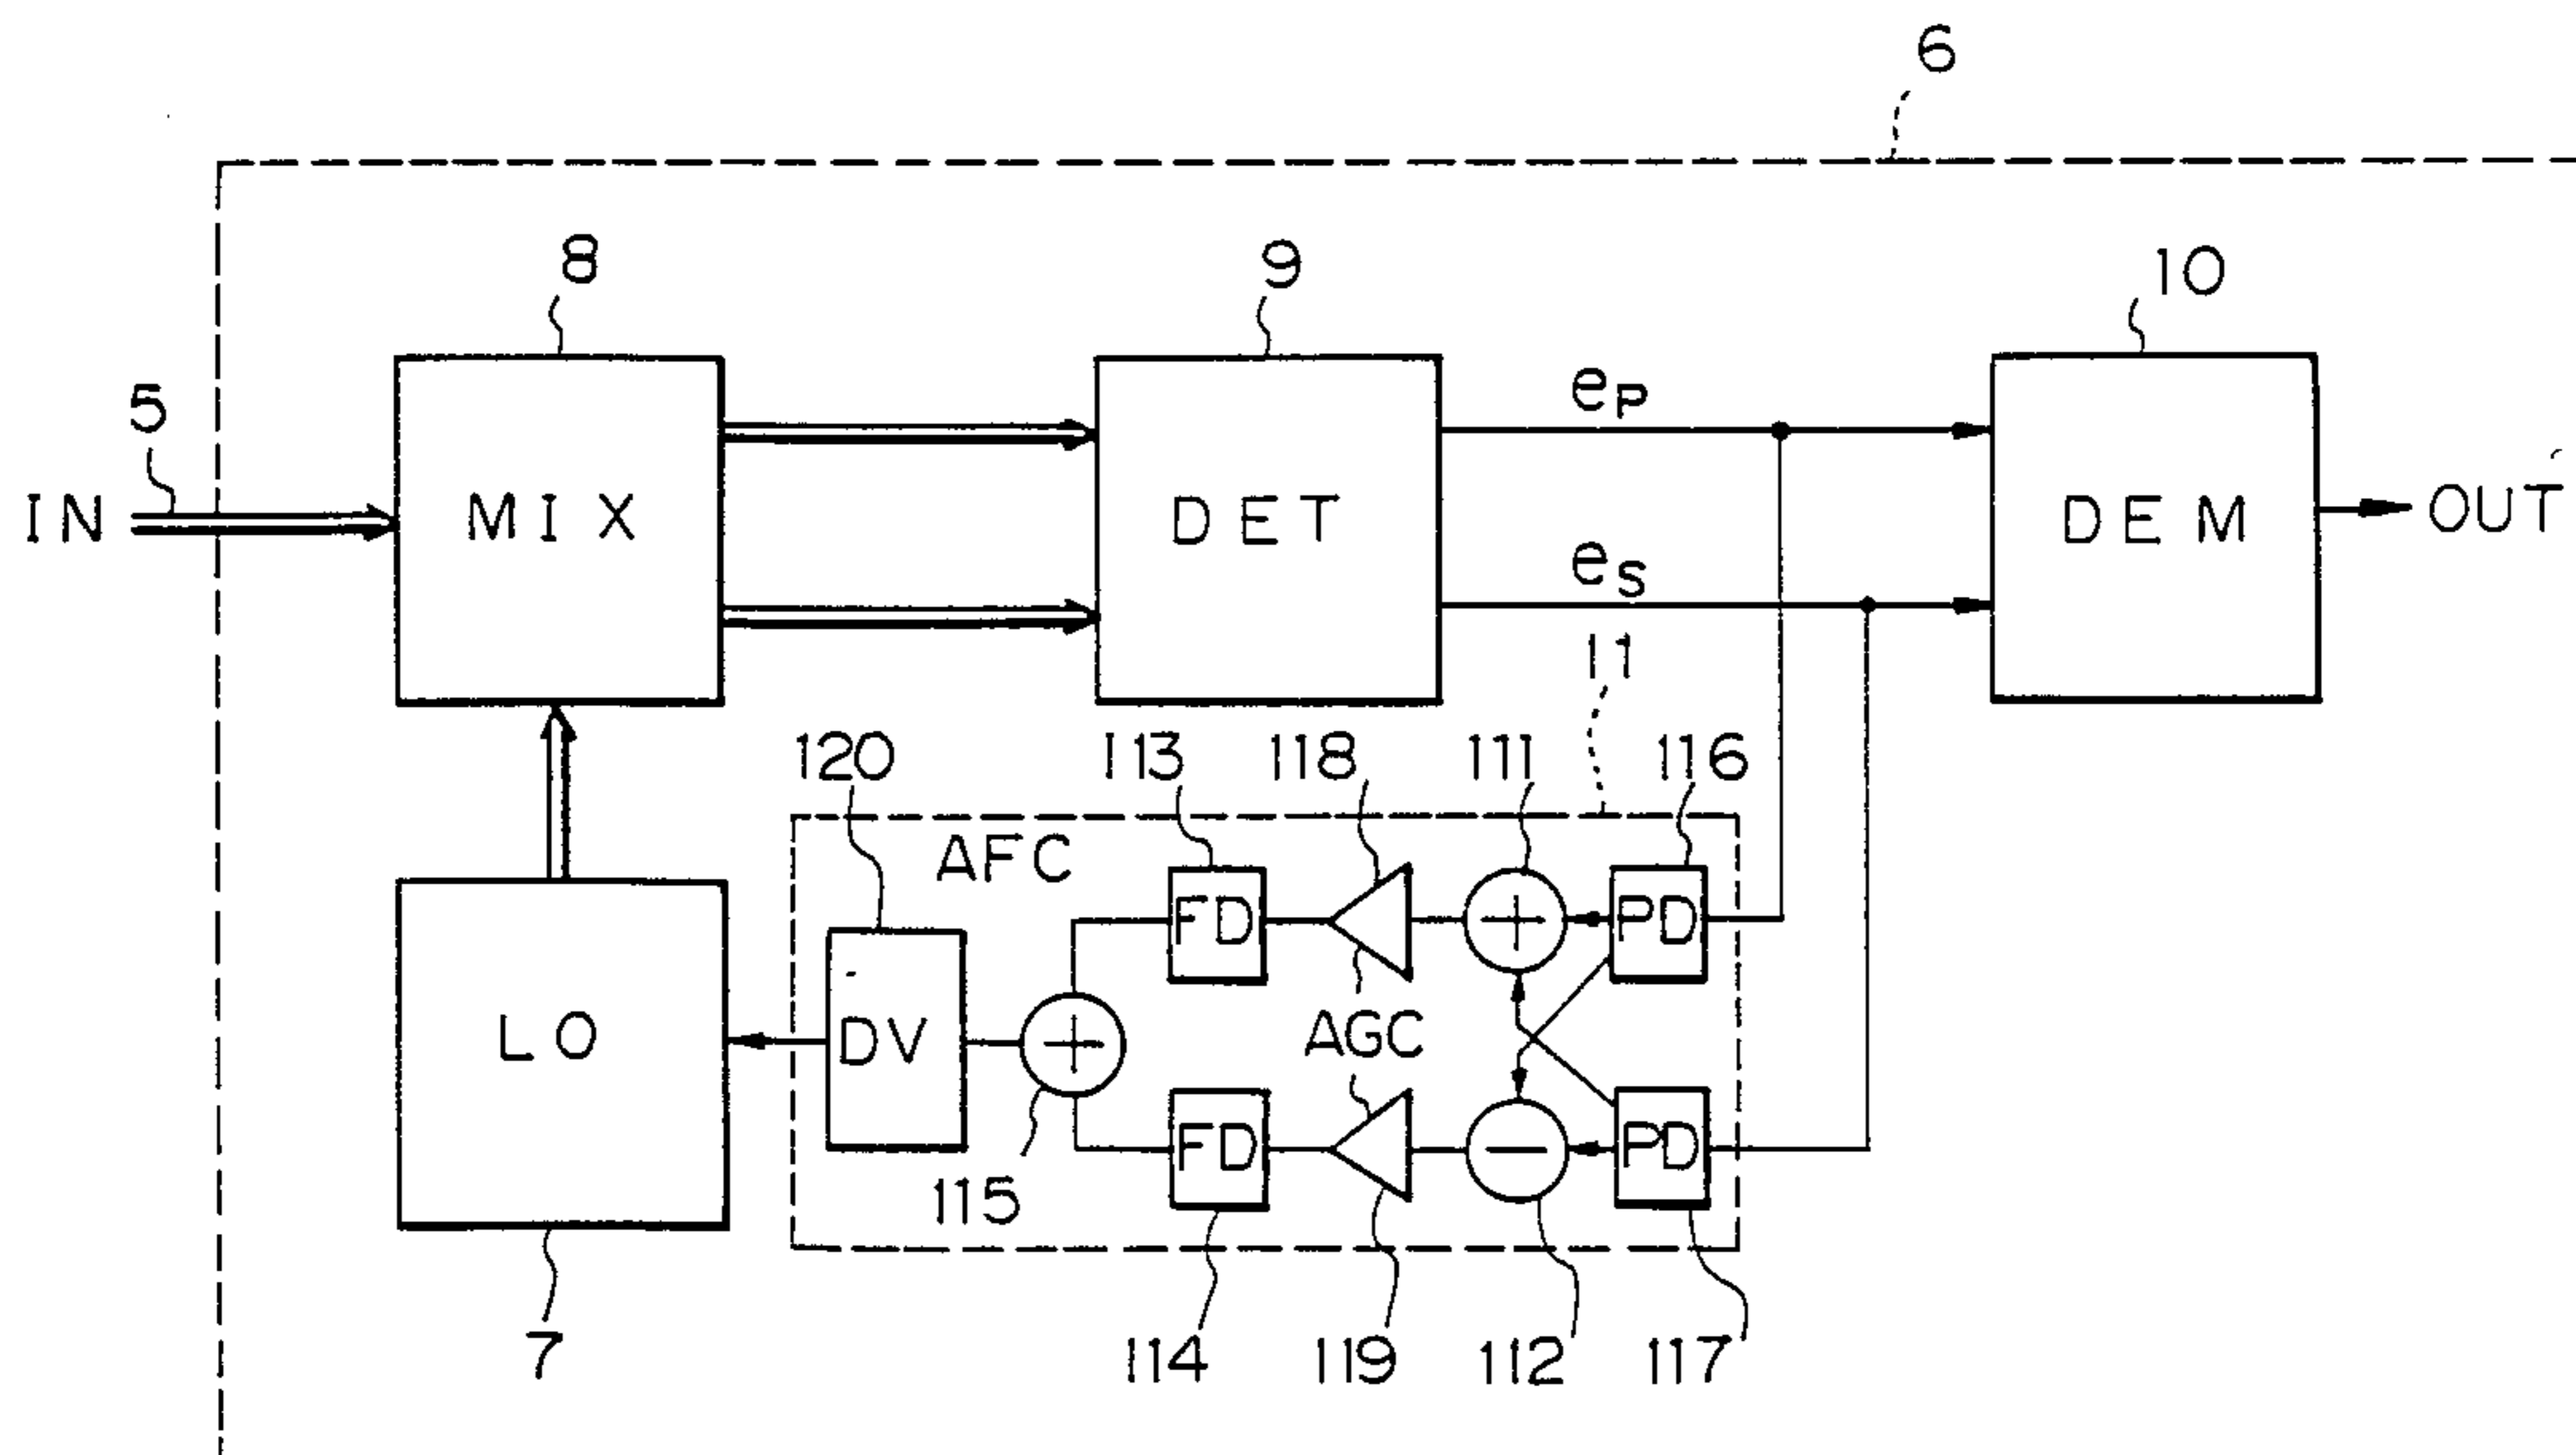 6
8
9
10
5
IN
MIX
DET
eP
eS
DEM
OUT
11
120
113
118
111
116
AFC
FD
+
PD
LO
DV
+
AGC
FD
−
PD
115
7
114
119
112
117